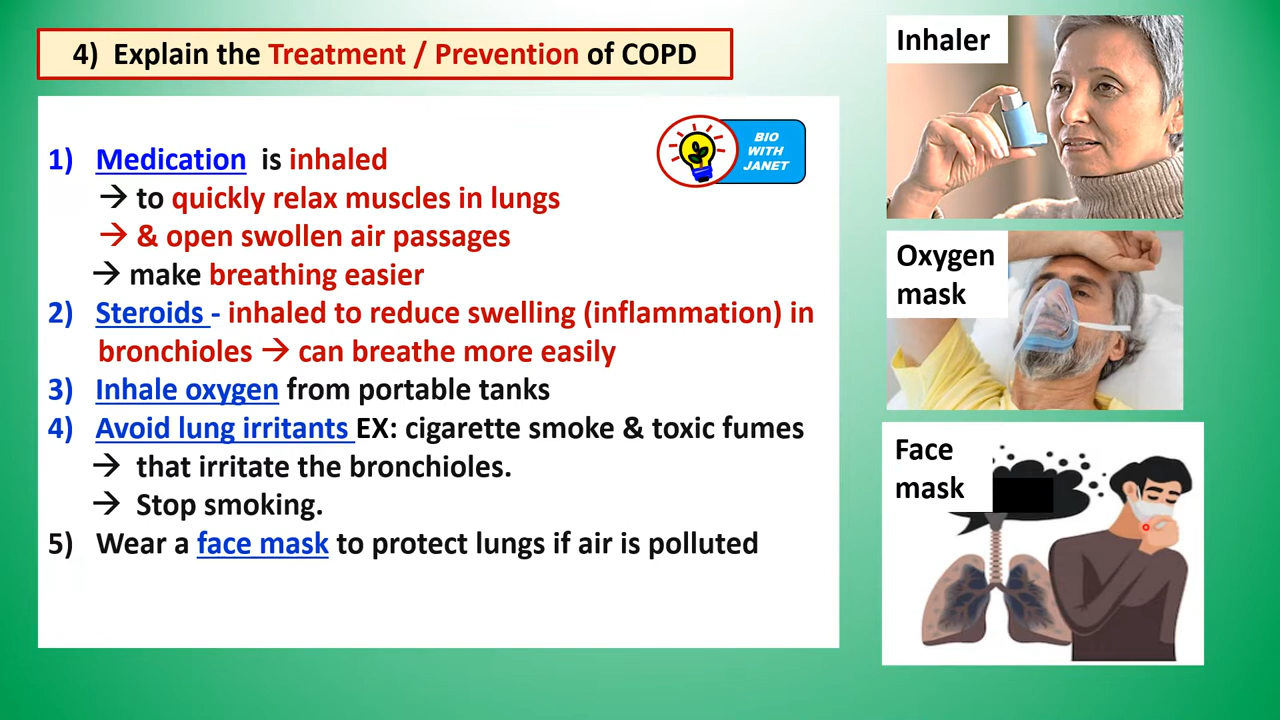 4) Explain the Treatment / Prevention of COPD
BIO
WITH
JANET
1) Medication is inhaled
→ to quickly relax muscles in lungs
→ & open swollen air passages
→ make breathing easier
2) Steroids - inhaled to reduce swelling (inflammation) in
bronchioles → can breathe more easily
3) Inhale oxygen from portable tanks
4) Avoid lung irritants EX: cigarette smoke & toxic fumes
→ that irritate the bronchioles.
→ Stop smoking.
5) Wear a face mask to protect lungs if air is polluted
Inhaler
Oxygen
mask
Face
mask